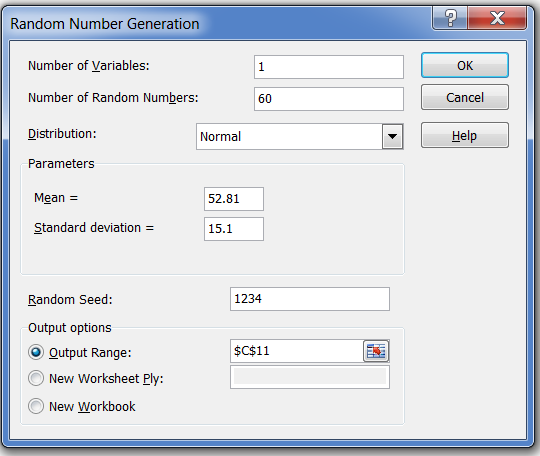 Random Number Generation
?
Number of Variables: 1
OK
Number of Random Numbers: 60
Cancel
Distribution: Normal
Help
Parameters
Mean = 52.81
Standard deviation = 15.1
Random Seed: 1234
Output options
Output Range: $C$11
New Worksheet Ply:
New Workbook